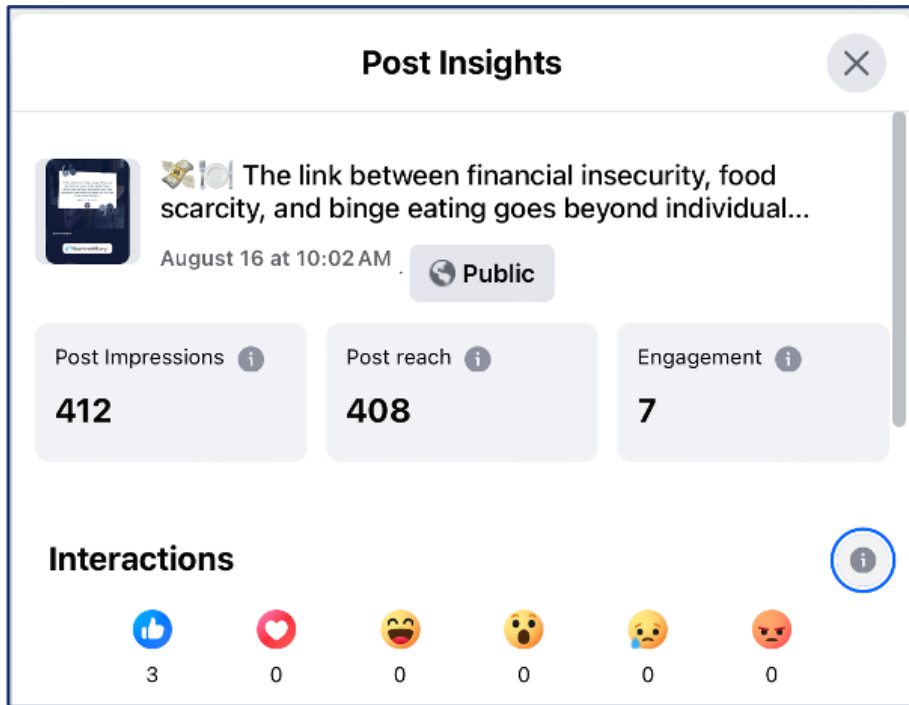 Post Insights
💸🍽️ The link between financial insecurity, food
scarcity, and binge eating goes beyond individual...
August 16 at 10:02 AM .
Public
Post Impressions
Post reach
Engagement
412
408
7
Interactions
3
0
0
0
0
0